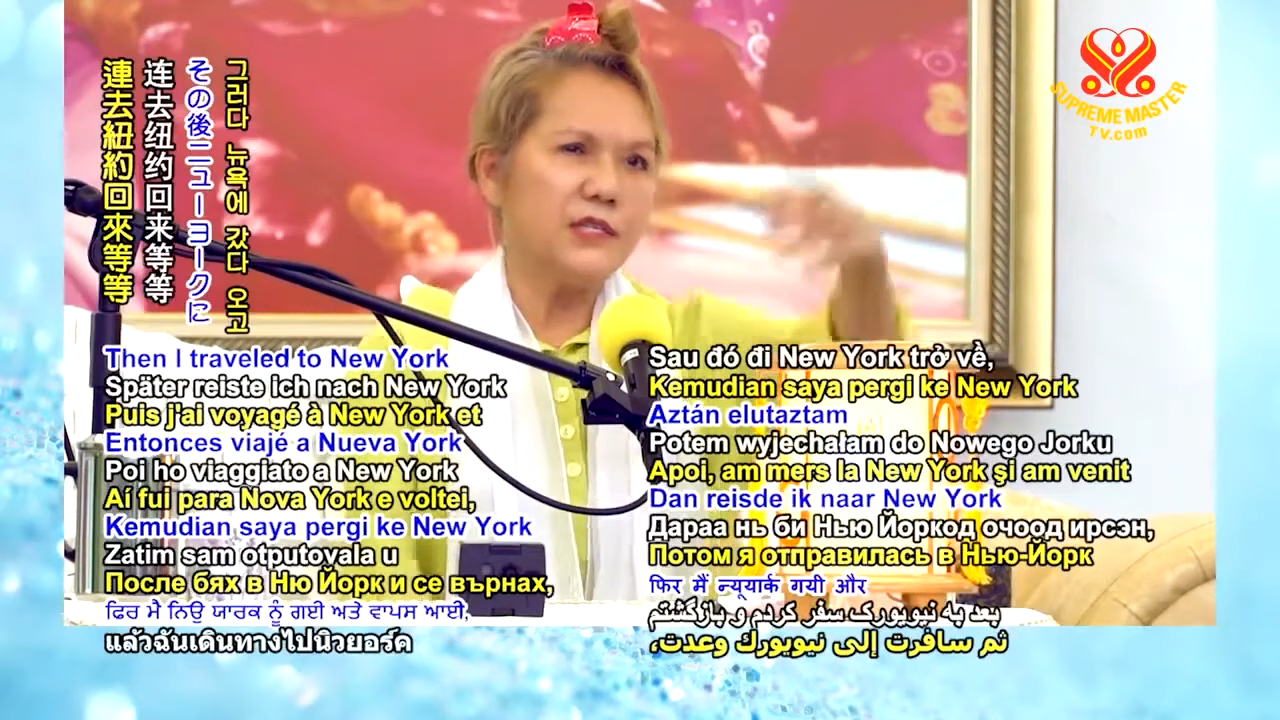 連去紐約回來等等
连去纽约回来等等
その後ニューヨークに
그러다 뉴욕에 갔다 오고
SUPREME MASTER
TV.com
Then I traveled to New York
Später reiste ich nach New York
Puis j'ai voyagé à New York et
Entonces viajé a Nueva York
Poi ho viaggiato a New York
Aí fui para Nova York e voltei,
Kemudian saya pergi ke New York
Zatim sam otputovala u
После бях в Ню Йорк и се върнах,
ਫਿਰ ਮੈਂ ਨਿਊ ਯਾਰਕ ਨੂੰ ਗਈ ਅਤੇ ਵਾਪਸ ਆਈ,
แล้วฉันเดินทางไปนิวยอร์ค
Sau đó đi New York trở về,
Kemudian saya pergi ke New York
Aztán elutaztam
Potem wyjechałam do Nowego Jorku
Apoi, am mers la New York şi am venit
Dan reisde ik naar New York
Дараа нь би Нью Йоркод очоод ирсэн,
Потом я отправилась в Нью-Йорк
फिर मैं न्यूयार्क गयी और
بعد به نیویورک سفر کردم و بازگشتم
ثم سافرت إلى نيويورك وعدت،